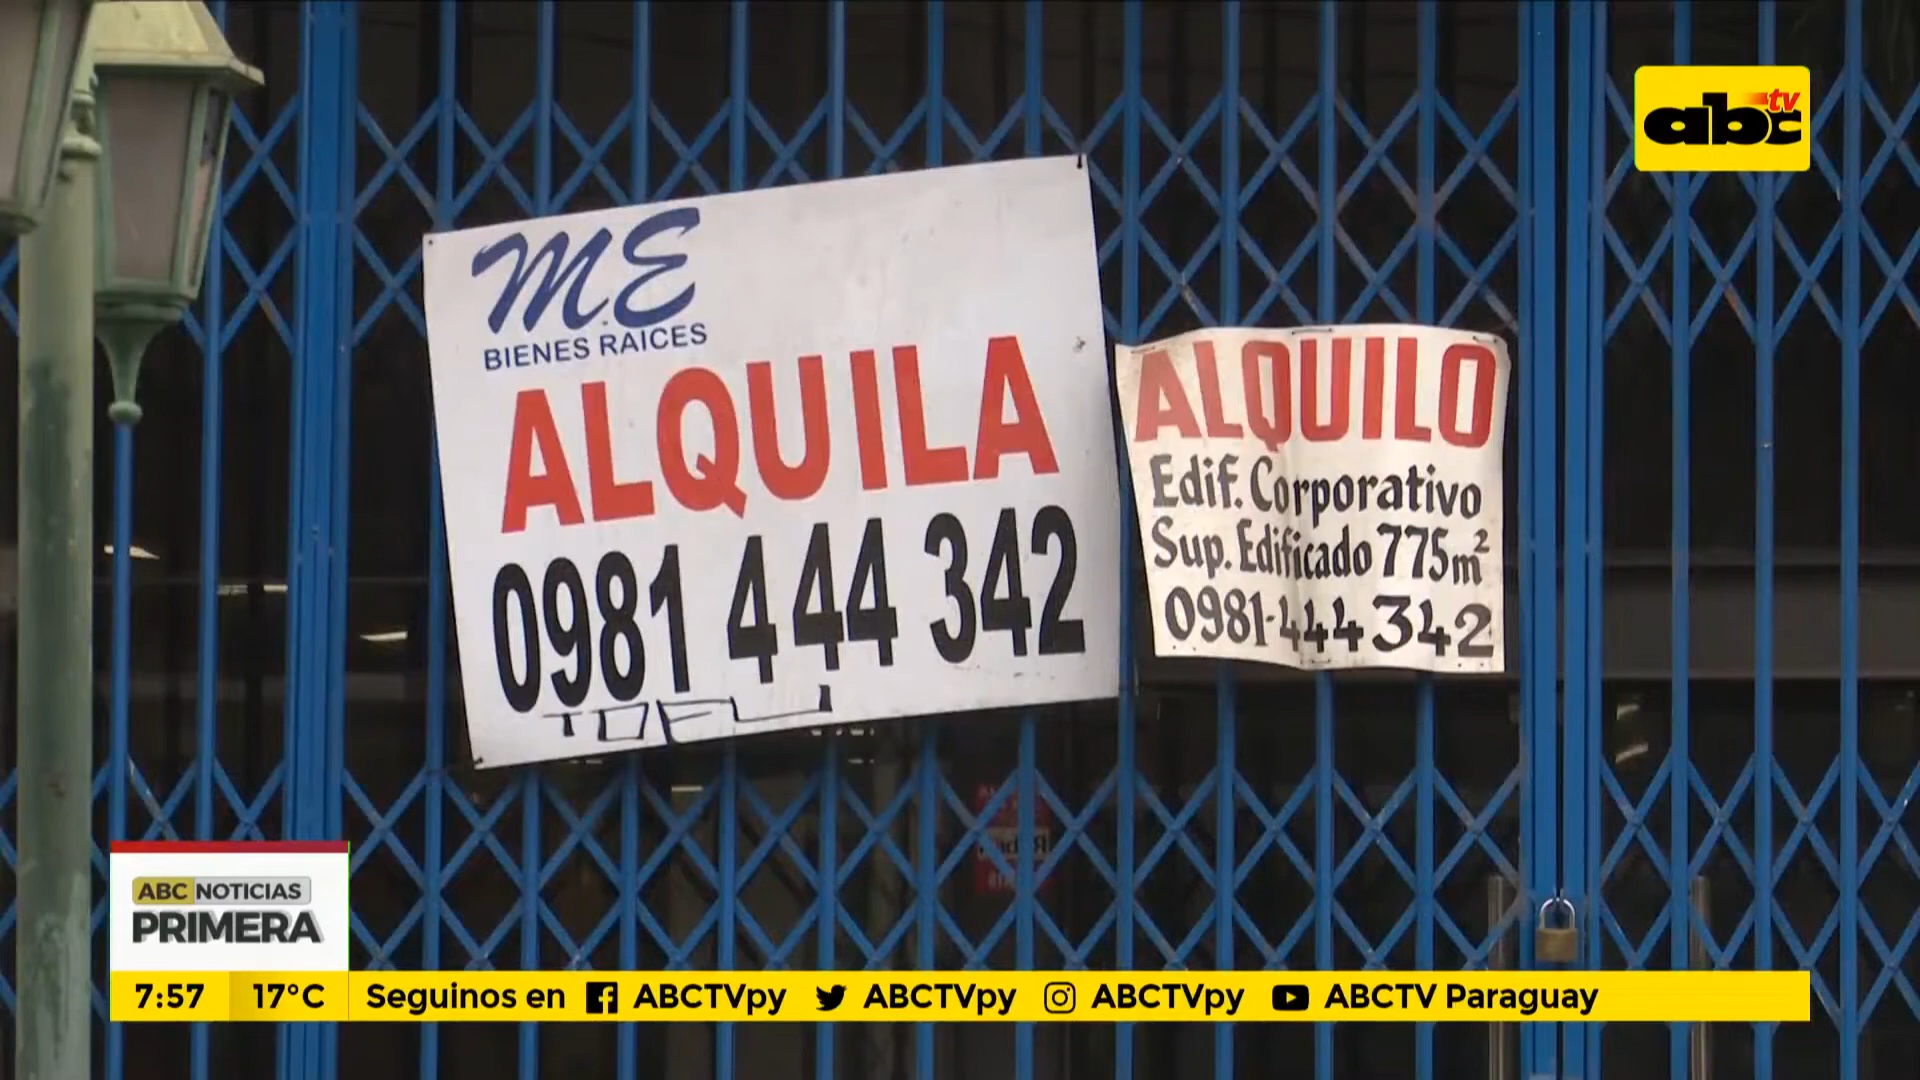 abc tv
M.E
BIENES RAICES
ALQUILA
0981 444 342
ALQUILO
Edif. Corporativo
Sup. Edificado 775m²
0981-444342
ABC NOTICIAS
PRIMERA
7:57 17°C Seguinos en ABCTVpy ABCTVpy ABCTVpy ABCTV Paraguay